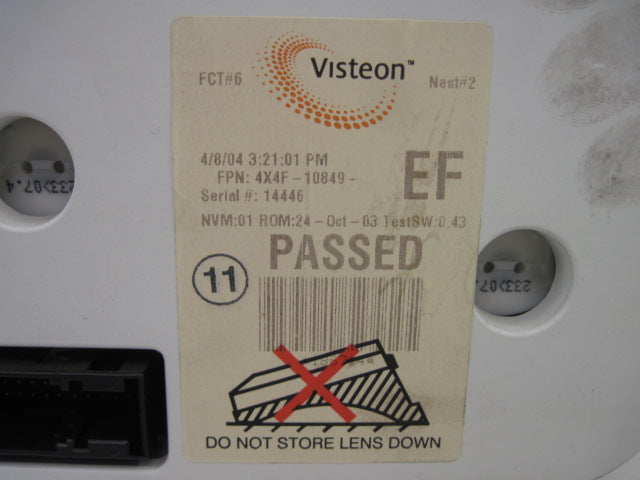 Visteon™
FCT#6 Nest#2
4/8/04 3:21:01 PM
FPN: 4X4F-10849- EF
Serial #: 14446
NVM:01 ROM:24-Oct-03 TestSW:0.43
PASSED
11
DO NOT STORE LENS DOWN